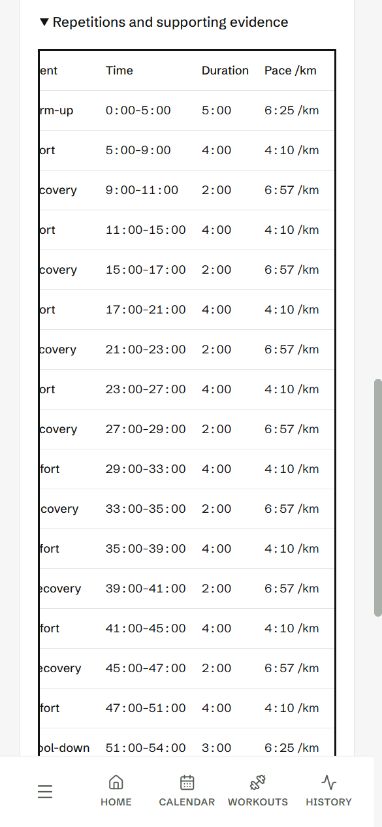 ▼ Repetitions and supporting evidence
ent Time Duration Pace /km
rm-up 0:00-5:00 5:00 6:25 /km
ort 5:00-9:00 4:00 4:10 /km
covery 9:00-11:00 2:00 6:57 /km
ort 11:00-15:00 4:00 4:10 /km
covery 15:00-17:00 2:00 6:57 /km
ort 17:00-21:00 4:00 4:10 /km
covery 21:00-23:00 2:00 6:57 /km
ort 23:00-27:00 4:00 4:10 /km
covery 27:00-29:00 2:00 6:57 /km
fort 29:00-33:00 4:00 4:10 /km
covery 33:00-35:00 2:00 6:57 /km
fort 35:00-39:00 4:00 4:10 /km
ecovery 39:00-41:00 2:00 6:57 /km
fort 41:00-45:00 4:00 4:10 /km
ecovery 45:00-47:00 2:00 6:57 /km
fort 47:00-51:00 4:00 4:10 /km
ool-down 51:00-54:00 3:00 6:25 /km
HOME CALENDAR WORKOUTS HISTORY